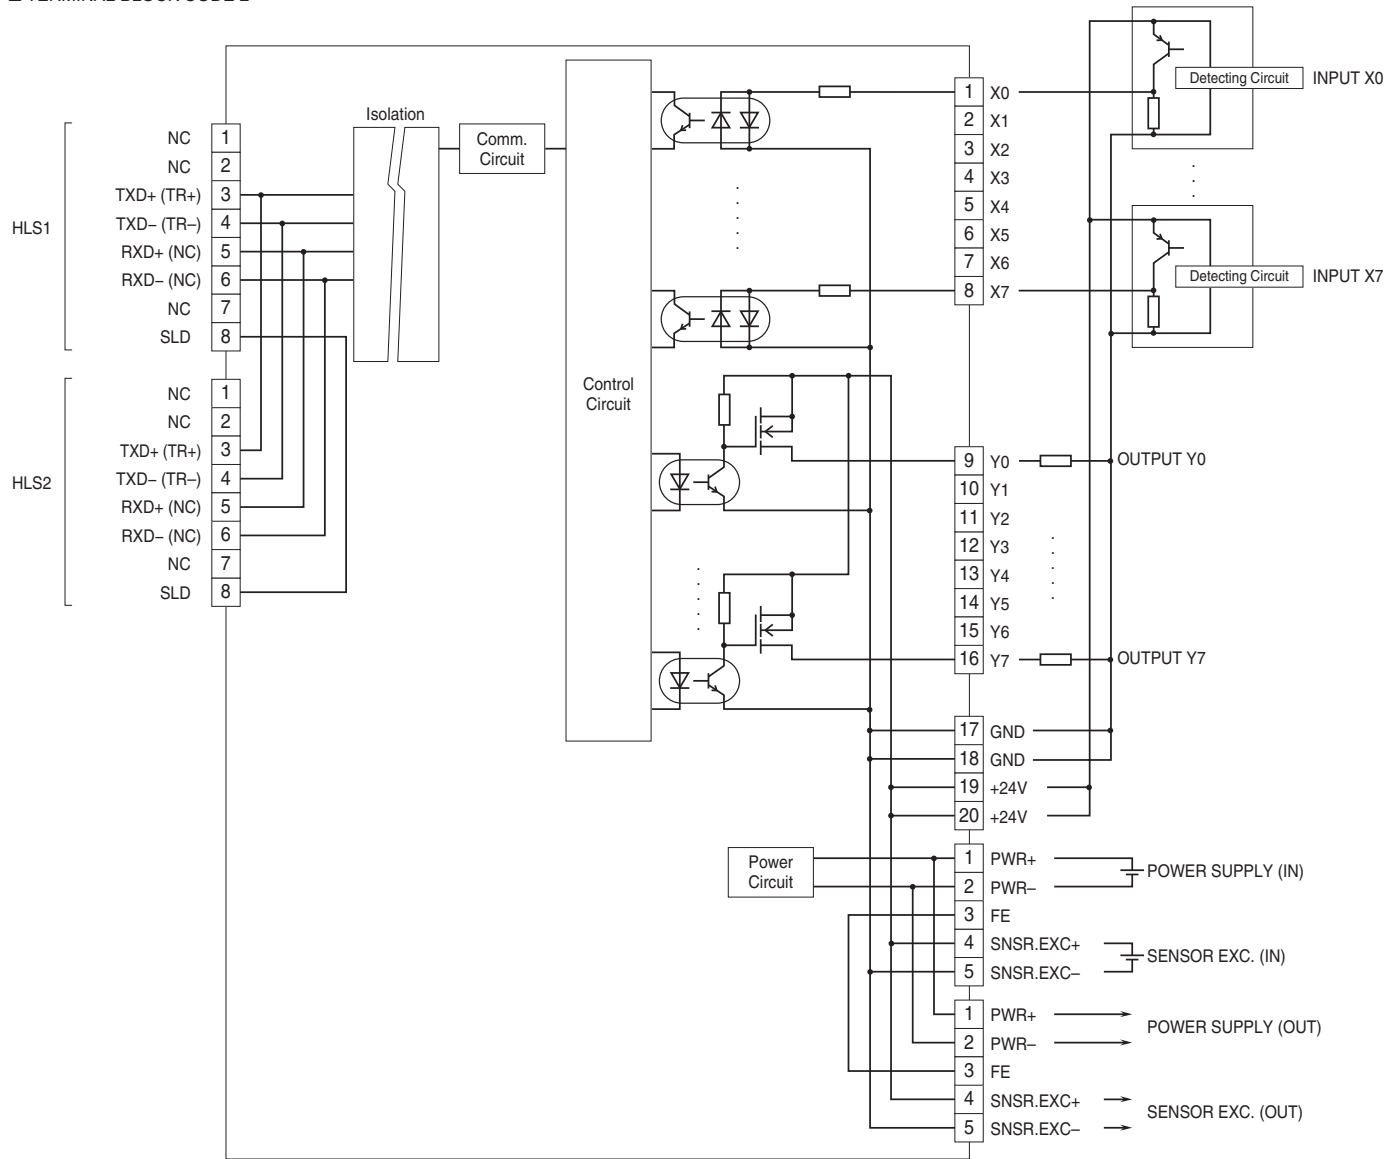 Isolation
Comm.
Circuit
Control
Circuit
Power
Circuit
HLS1
NC 1
NC 2
TXD+ (TR+) 3
TXD− (TR−) 4
RXD+ (NC) 5
RXD− (NC) 6
NC 7
SLD 8
HLS2
NC 1
NC 2
TXD+ (TR+) 3
TXD− (TR−) 4
RXD+ (NC) 5
RXD− (NC) 6
NC 7
SLD 8
1 X0
2 X1
3 X2
4 X3
5 X4
6 X5
7 X6
8 X7
Detecting Circuit INPUT X0
Detecting Circuit INPUT X7
9 Y0 OUTPUT Y0
10 Y1
11 Y2
12 Y3
13 Y4
14 Y5
15 Y6
16 Y7 OUTPUT Y7
17 GND
18 GND
19 +24V
20 +24V
1 PWR+
2 PWR−
POWER SUPPLY (IN)
3 FE
4 SNSR.EXC+
5 SNSR.EXC−
SENSOR EXC. (IN)
1 PWR+
2 PWR−
POWER SUPPLY (OUT)
3 FE
4 SNSR.EXC+
5 SNSR.EXC−
SENSOR EXC. (OUT)